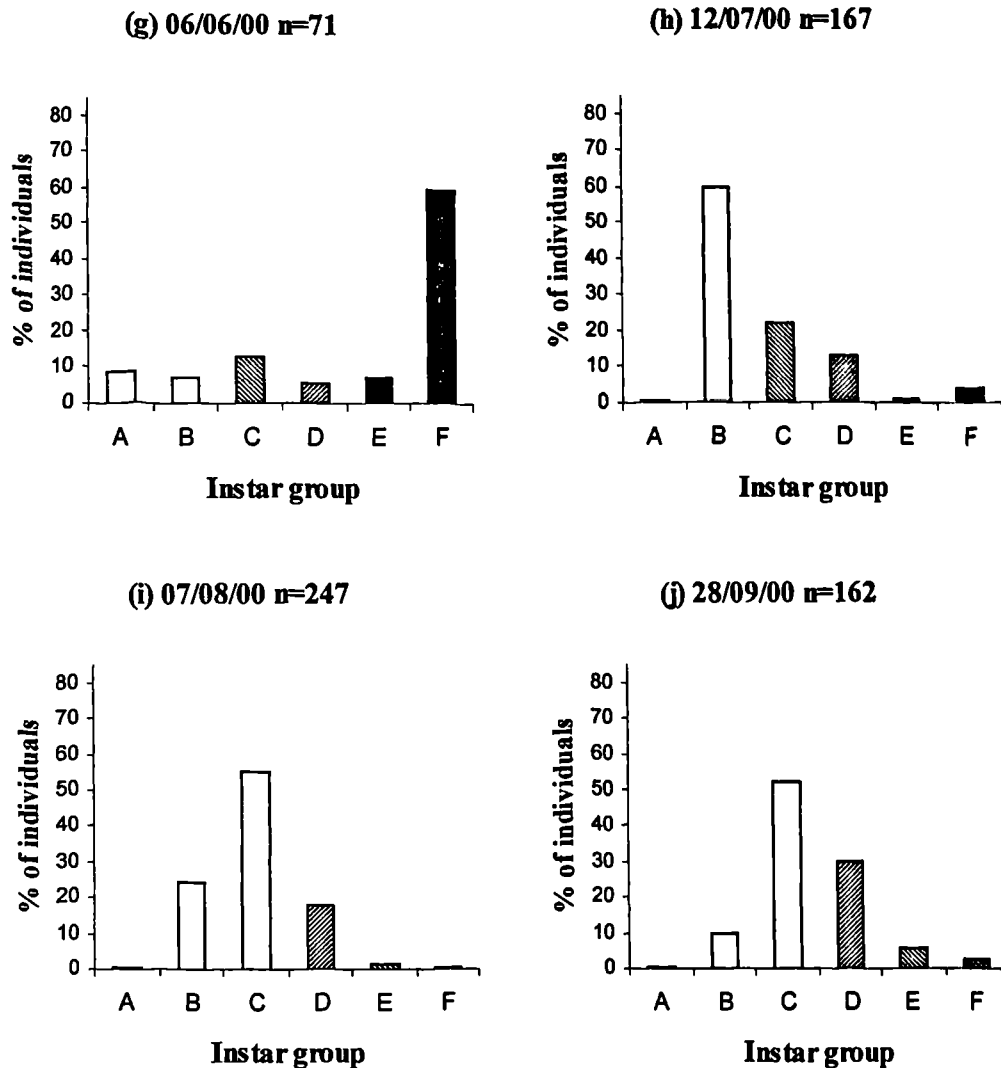 (g) 06/06/00 n=71
% of individuals
80
70
60
50
40
30
20
10
0
A B C D E F
Instar group
(h) 12/07/00 n=167
% of individuals
80
70
60
50
40
30
20
10
0
A B C D E F
Instar group
(i) 07/08/00 n=247
% of individuals
80
70
60
50
40
30
20
10
0
A B C D E F
Instar group
(j) 28/09/00 n=162
% of individuals
80
70
60
50
40
30
20
10
0
A B C D E F
Instar group